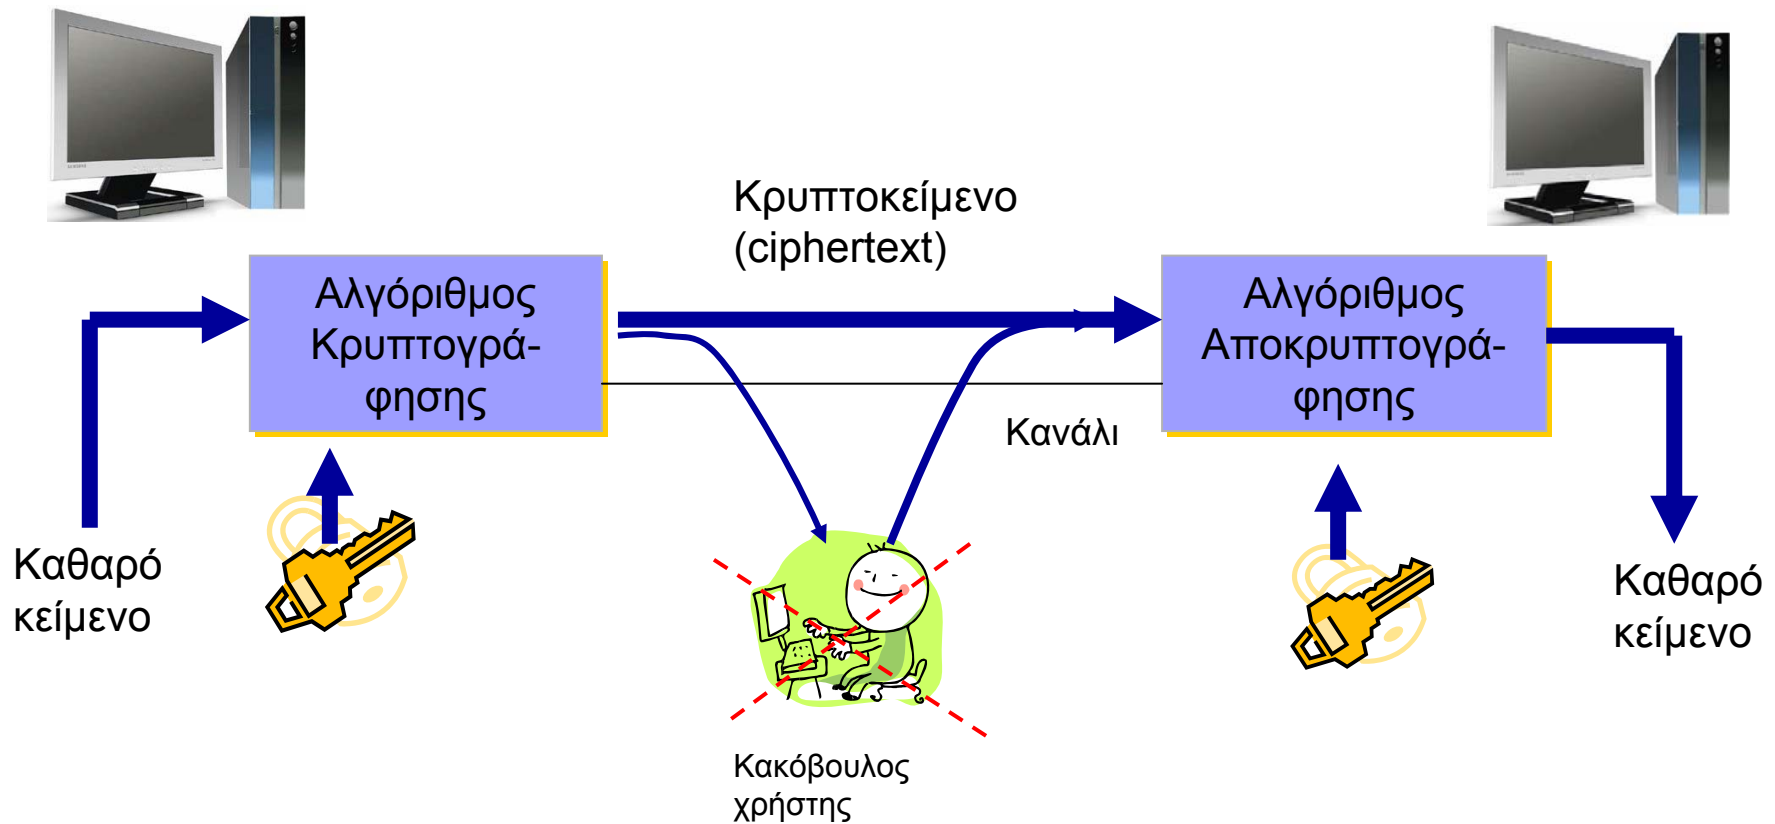 Κρυπτοκείμενο
(ciphertext)
Αλγόριθμος
Κρυπτογρά-
φησης
Αλγόριθμος
Αποκρυπτογρά-
φησης
Κανάλι
Καθαρό
κείμενο
Καθαρό
κείμενο
Κακόβουλος
χρήστης